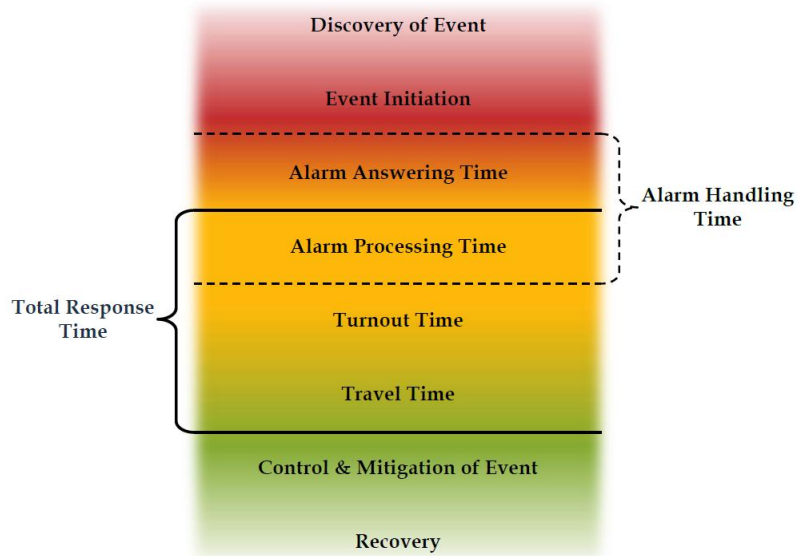 Discovery of Event
Event Initiation
Alarm Answering Time
Alarm Handling
Time
Alarm Processing Time
Total Response
Time
Turnout Time
Travel Time
Control & Mitigation of Event
Recovery